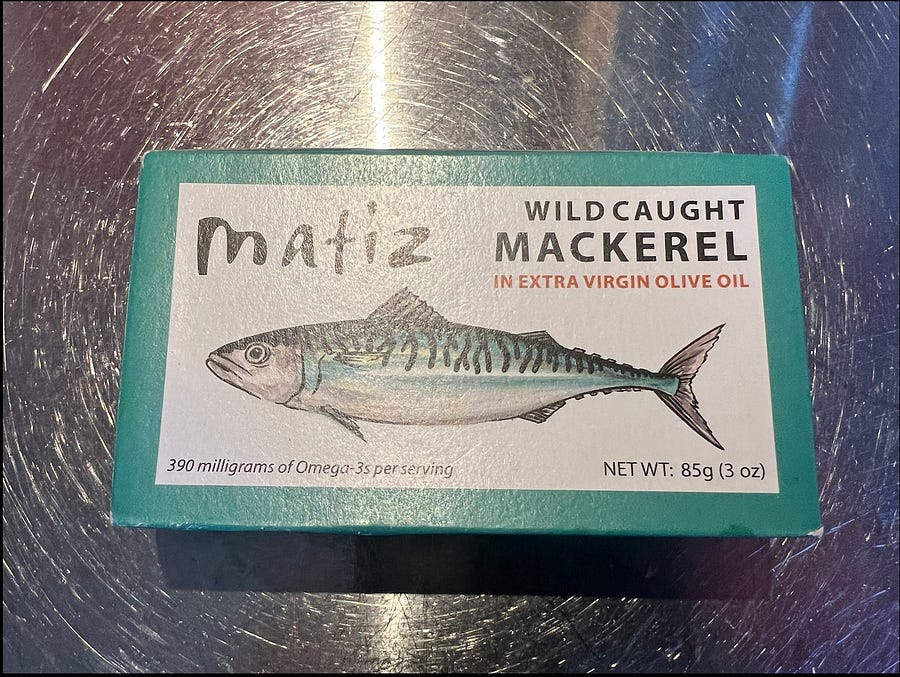 matiz
WILD CAUGHT
MACKEREL
IN EXTRA VIRGIN OLIVE OIL
390 milligrams of Omega-3s per serving
NET WT: 85g (3 oz)